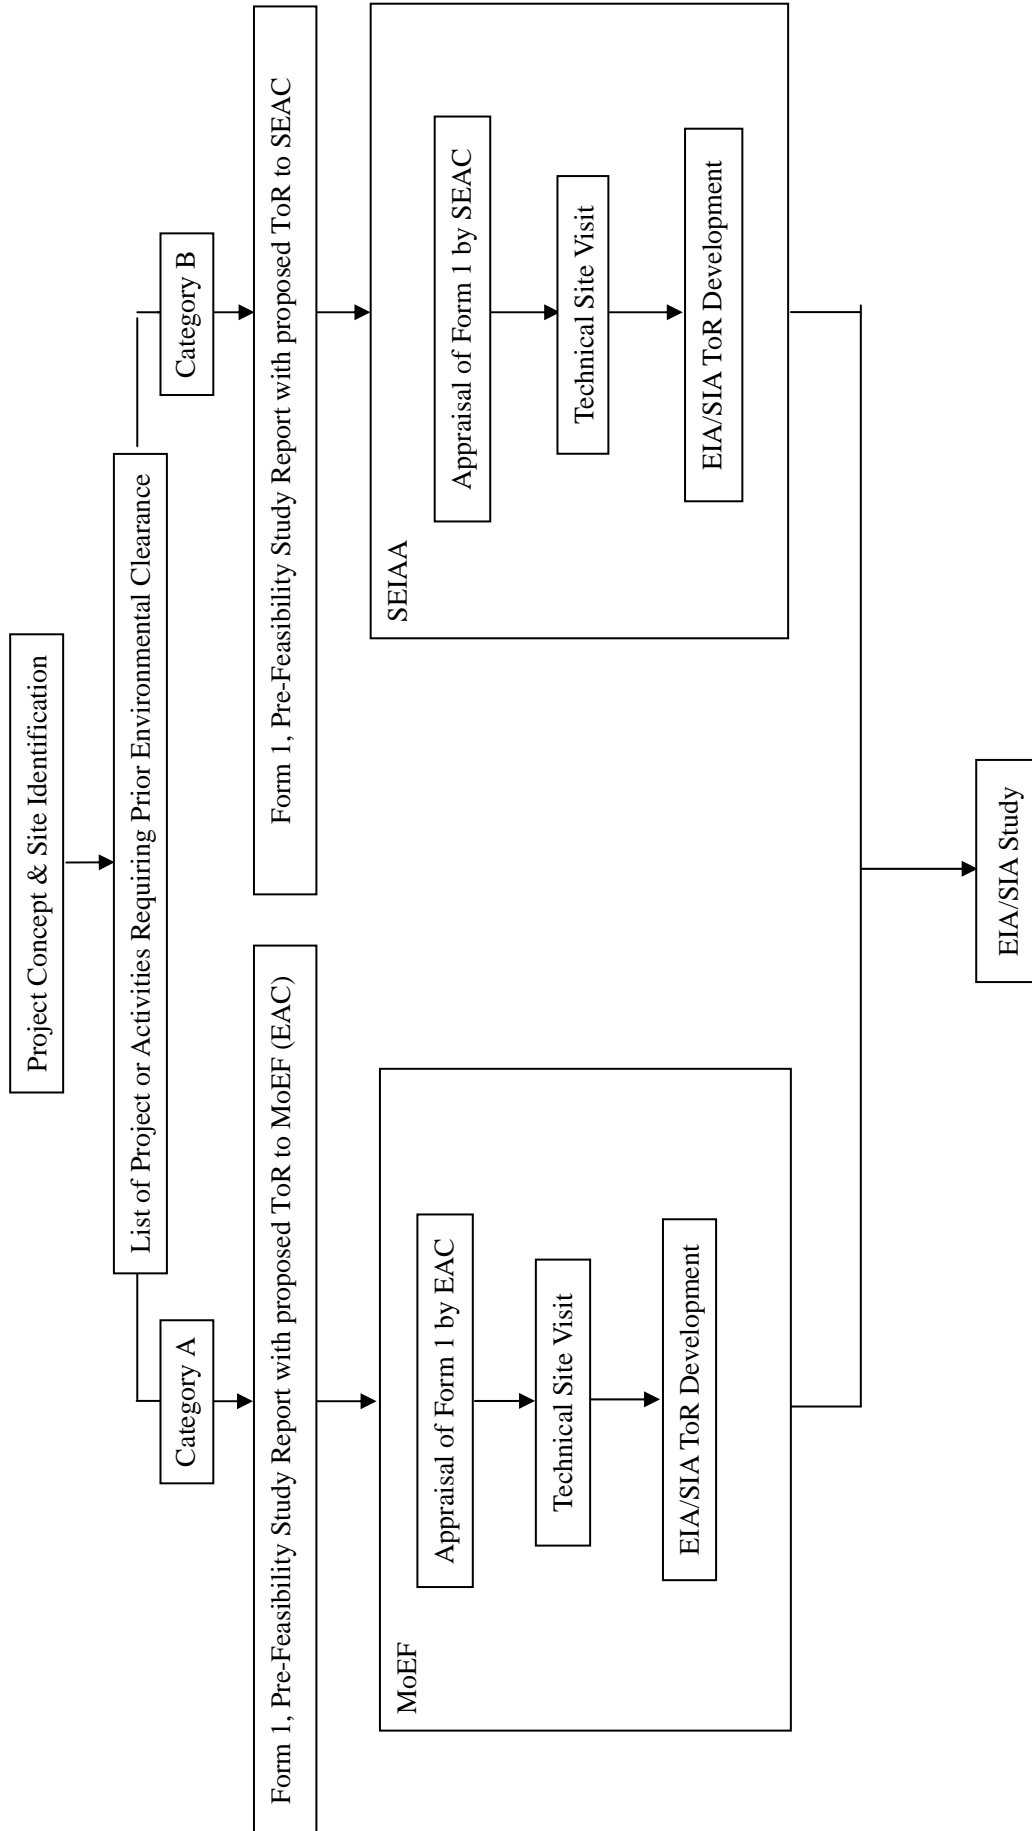 Project Concept & Site Identification
List of Project or Activities Requiring Prior Environmental Clearance
Category A
Category B
Form 1, Pre-Feasibility Study Report with proposed ToR to MoEF (EAC)
Form 1, Pre-Feasibility Study Report with proposed ToR to SEAC
MoEF
Appraisal of Form 1 by EAC
Technical Site Visit
EIA/SIA ToR Development
SEIAA
Appraisal of Form 1 by SEAC
Technical Site Visit
EIA/SIA ToR Development
EIA/SIA Study